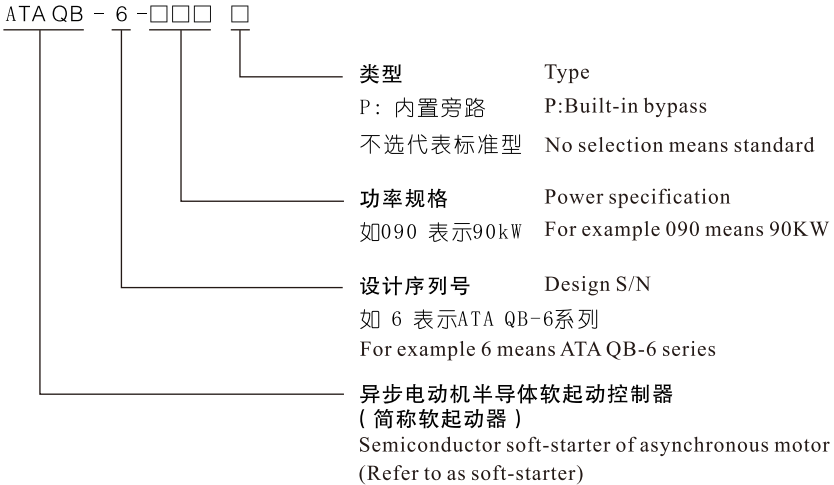 ATA QB - 6 -□□□ □
类型 Type
P: 内置旁路 P:Built-in bypass
不选代表标准型 No selection means standard
功率规格 Power specification
如090 表示90kW For example 090 means 90KW
设计序列号 Design S/N
如 6 表示ATA QB-6系列
For example 6 means ATA QB-6 series
异步电动机半导体软起动控制器
( 简称软起动器 )
Semiconductor soft-starter of asynchronous motor
(Refer to as soft-starter)